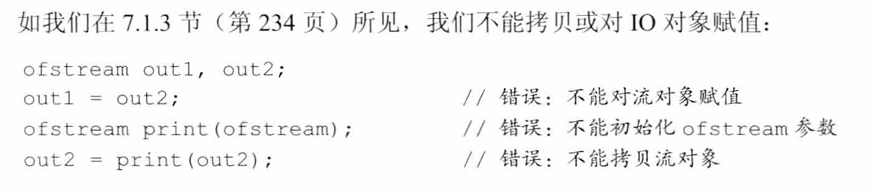 如我们在 7.1.3 节（第 234 页）所见，我们不能拷贝或对 IO 对象赋值：
ofstream out1, out2;
out1 = out2; // 错误：不能对流对象赋值
ofstream print(ofstream); // 错误：不能初始化 ofstream 参数
out2 = print(out2); // 错误：不能拷贝流对象